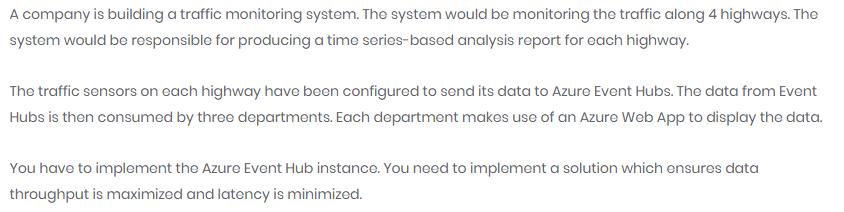 A company is building a traffic monitoring system. The system would be monitoring the traffic along 4 highways. The
system would be responsible for producing a time series-based analysis report for each highway.
The traffic sensors on each highway have been configured to send its data to Azure Event Hubs. The data from Event
Hubs is then consumed by three departments. Each department makes use of an Azure Web App to display the data.
You have to implement the Azure Event Hub instance. You need to implement a solution which ensures data
throughput is maximized and latency is minimized.